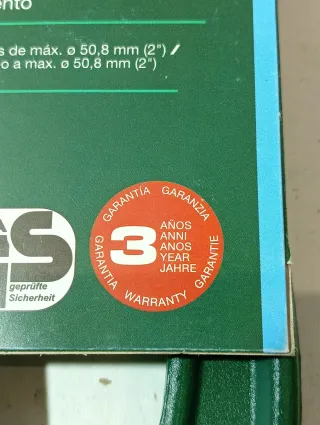 ento
s de máx. ø 50,8 mm (2")
o a max. ø 50,8 mm (2")
GS
geprüfte
Sicherheit
GARANTÍA GARANZIA
GARANTIA WARRANTY GARANTIE
3
AÑOS
ANNI
ANOS
YEAR
JAHRE